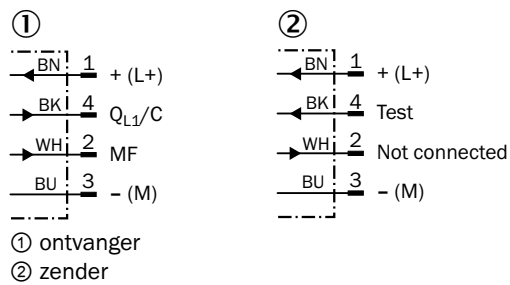 ① ②
BN 1 + (L+)
BK 4 Q_L1/C
WH 2 MF
BU 3 − (M)
BN 1 + (L+)
BK 4 Test
WH 2 Not connected
BU 3 − (M)
① ontvanger
② zender